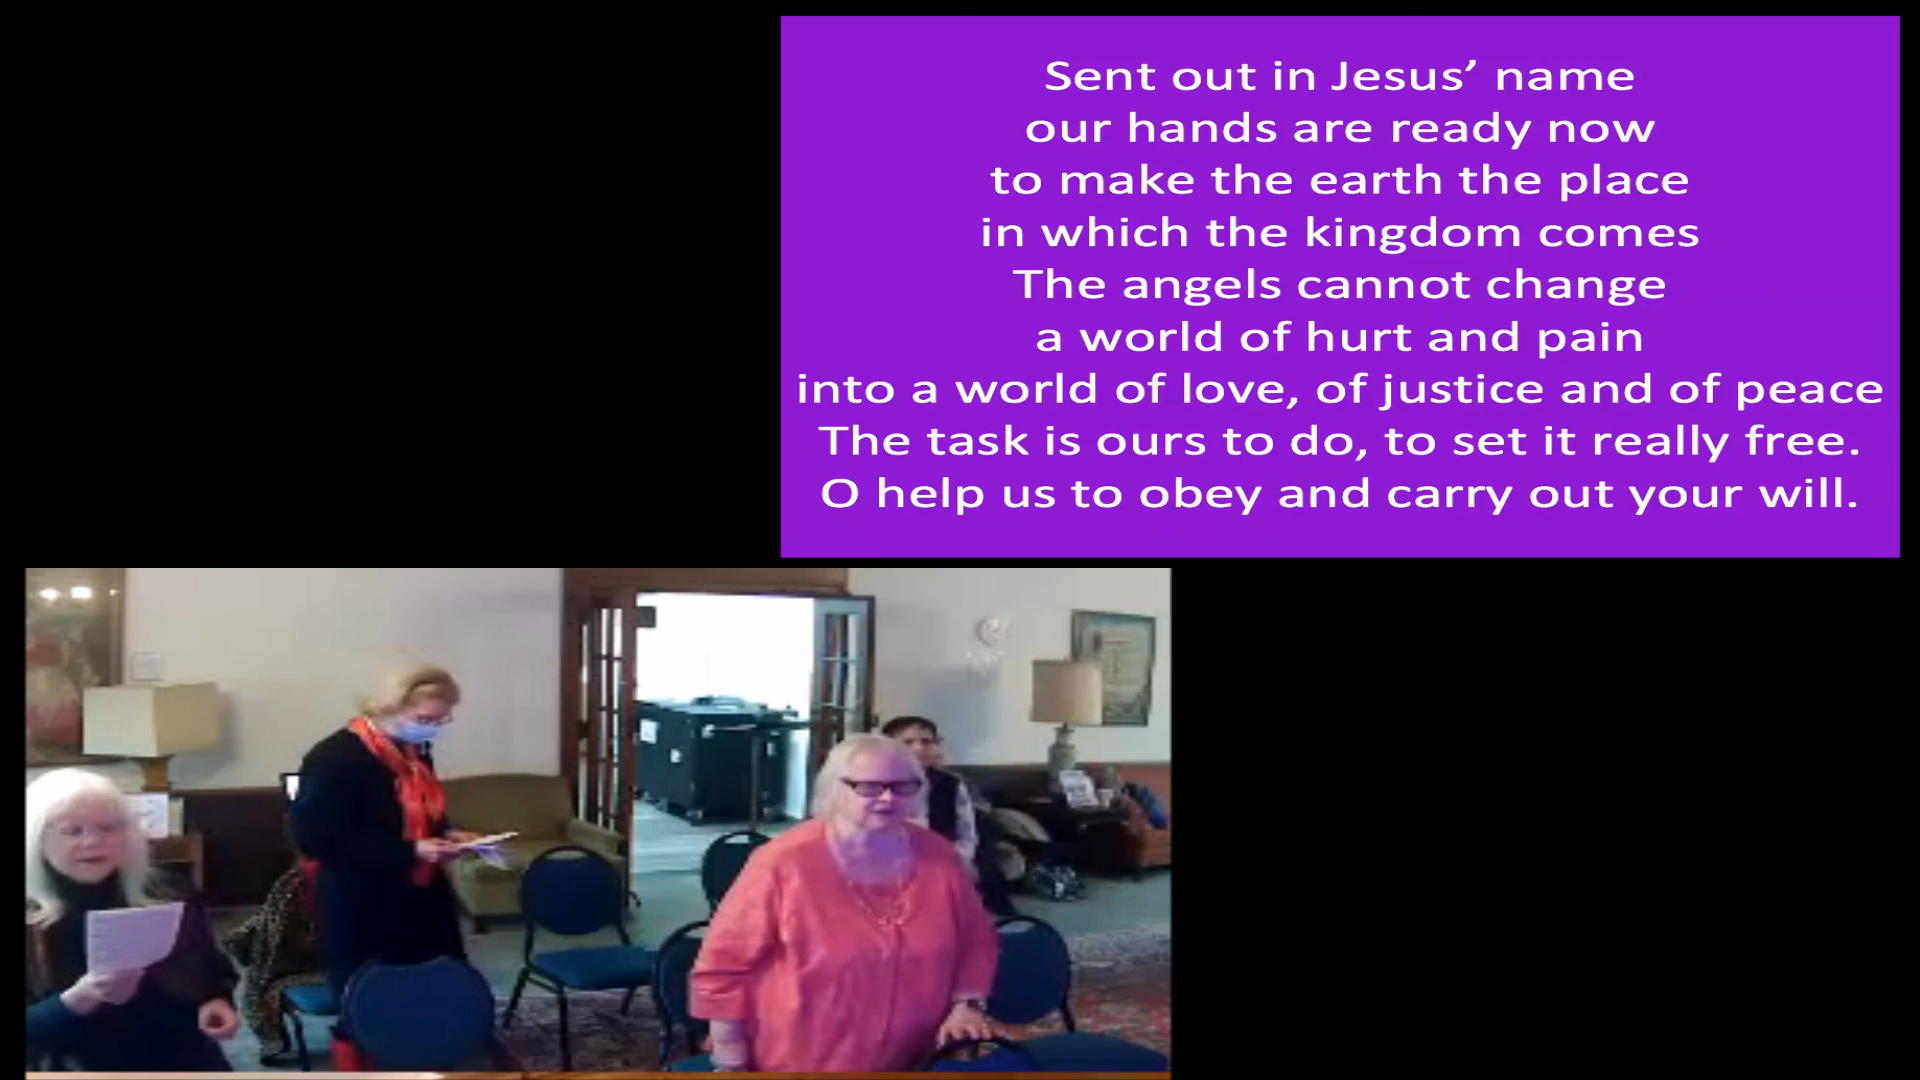 Sent out in Jesus’ name
our hands are ready now
to make the earth the place
in which the kingdom comes
The angels cannot change
a world of hurt and pain
into a world of love, of justice and of peace
The task is ours to do, to set it really free.
O help us to obey and carry out your will.